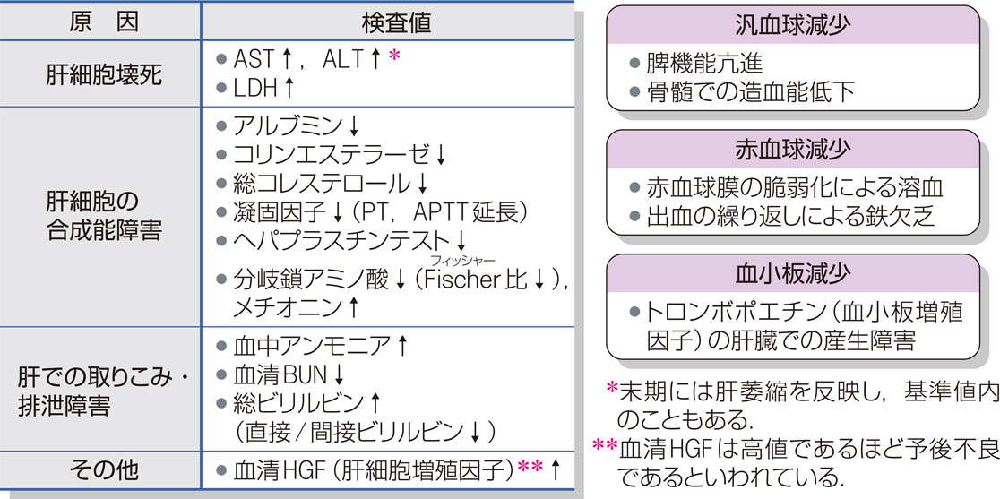 原　因　検査値
肝細胞壊死
● AST↑，ALT↑*
● LDH↑
肝細胞の
合成能障害
● アルブミン↓
● コリンエステラーゼ↓
● 総コレステロール↓
● 凝固因子↓（PT，APTT延長）
● ヘパプラスチンテスト↓
フィッシャー
● 分岐鎖アミノ酸↓（Fischer比↓），
メチオニン↑
肝での取りこみ・
排泄障害
● 血中アンモニア↑
● 血清BUN↓
● 総ビリルビン↑
（直接/間接ビリルビン↓）
その他
● 血清HGF（肝細胞増殖因子）**↑
汎血球減少
● 脾機能亢進
● 骨髄での造血能低下
赤血球減少
● 赤血球膜の脆弱化による溶血
● 出血の繰り返しによる鉄欠乏
血小板減少
● トロンボポエチン（血小板増殖
因子）の肝臓での産生障害
*末期には肝萎縮を反映し，基準値内
のこともある．
**血清HGFは高値であるほど予後不良
であるといわれている．